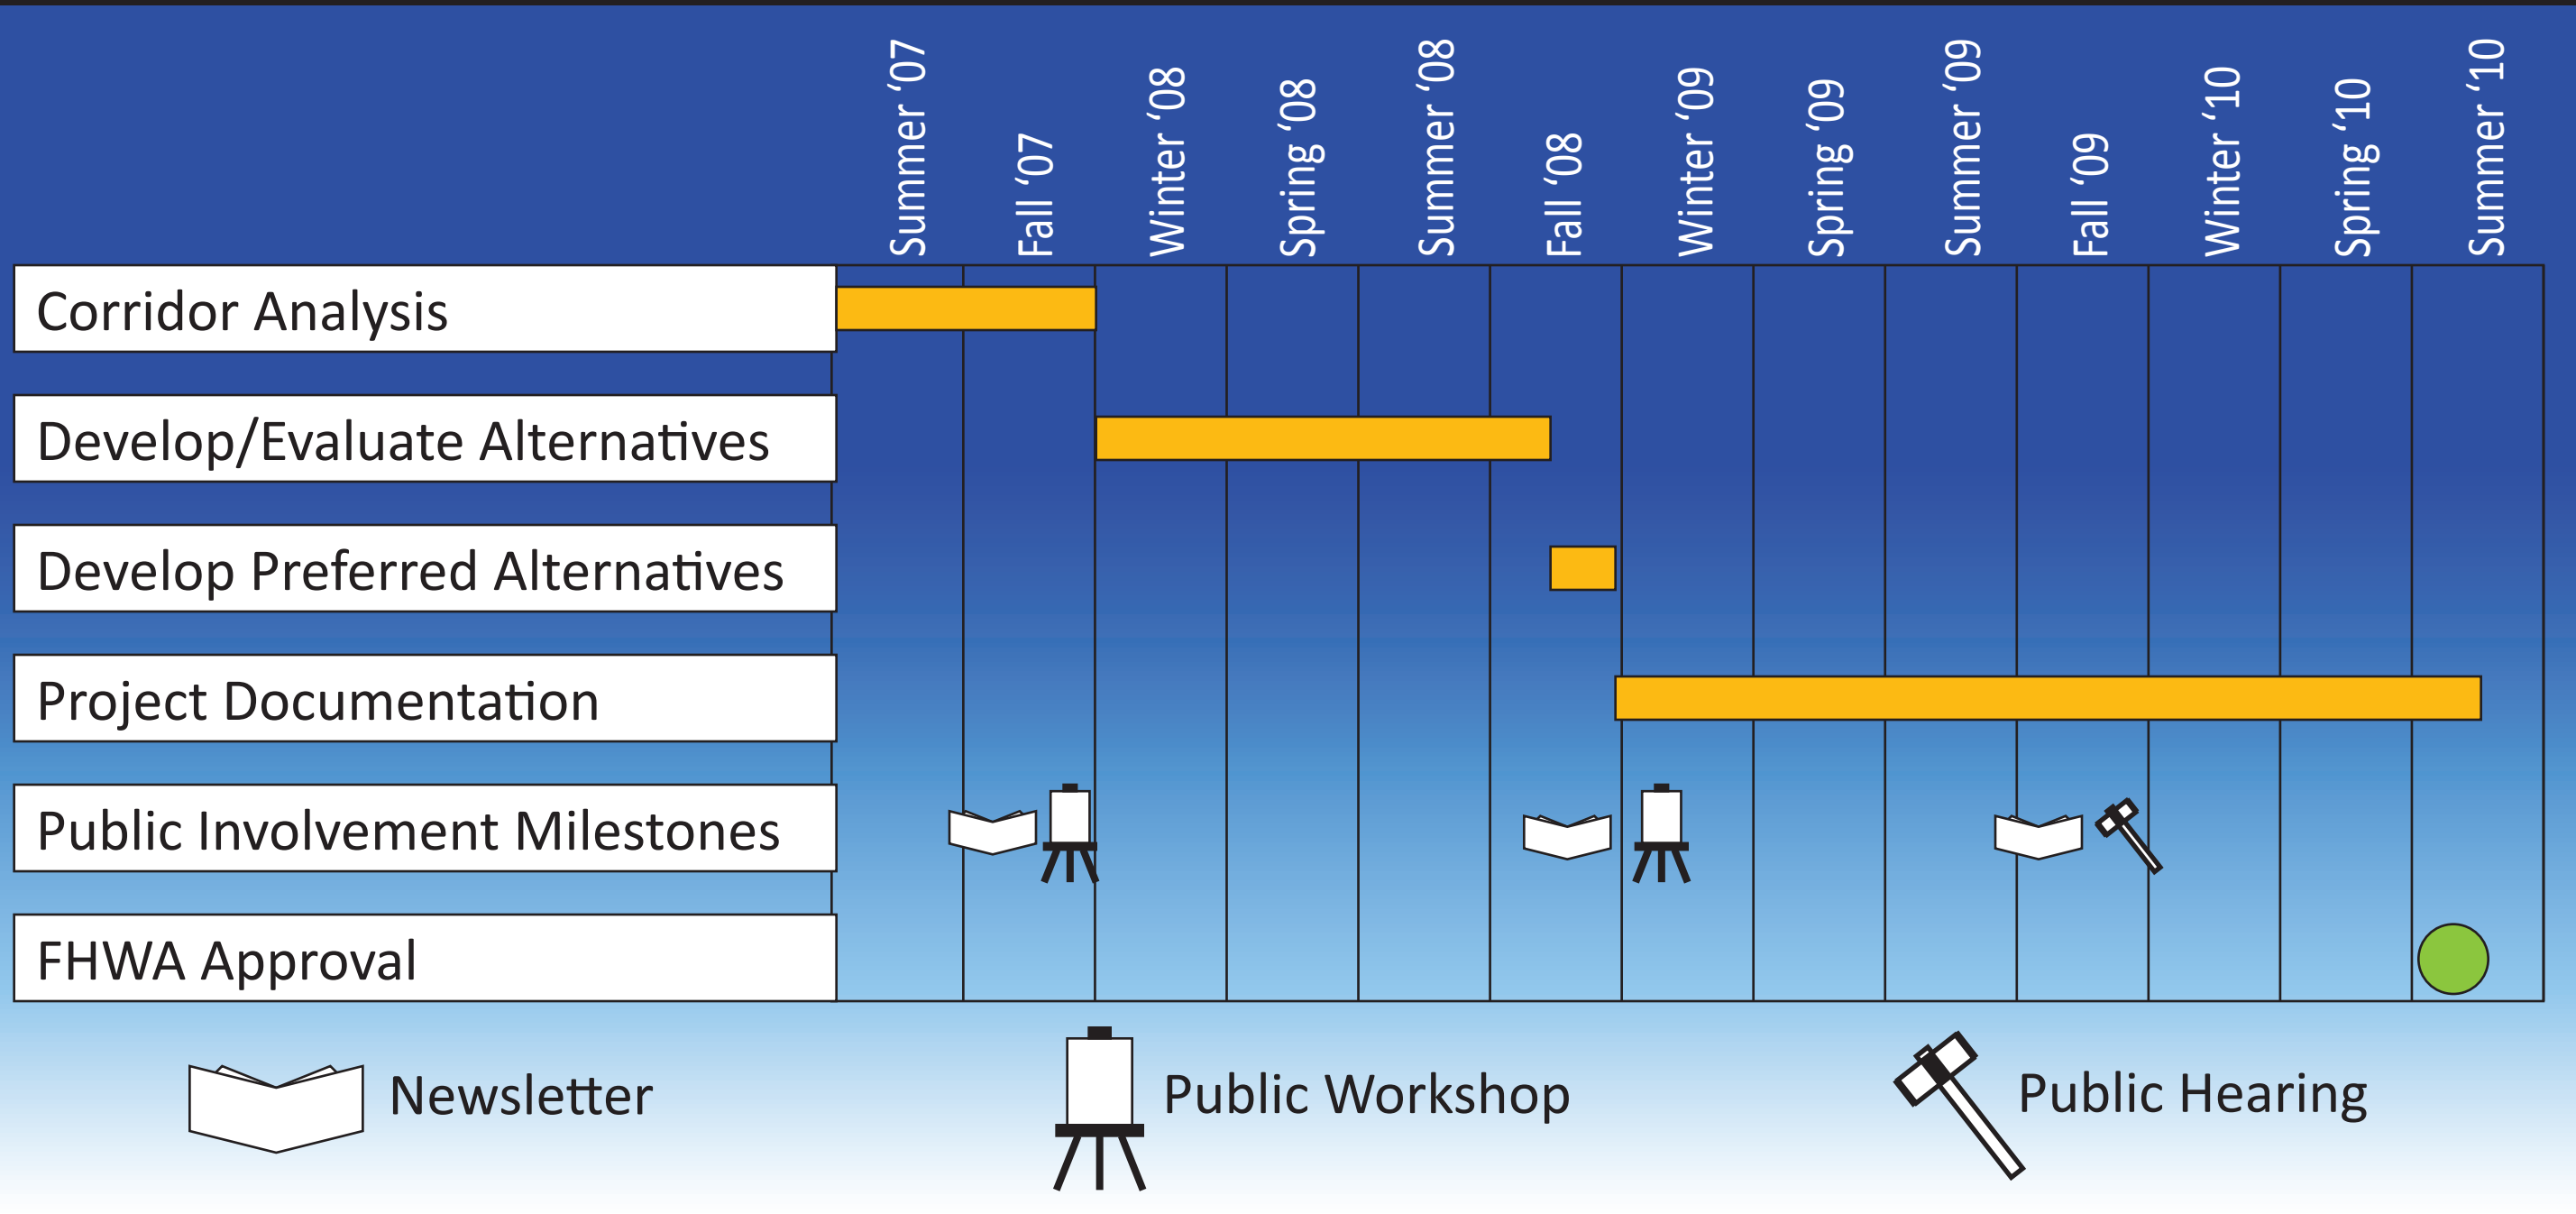 Summer ‘07
Fall ‘07
Winter ‘08
Spring ‘08
Summer ‘08
Fall ‘08
Winter ‘09
Spring ‘09
Summer ‘09
Fall ‘09
Winter ‘10
Spring ‘10
Summer ‘10
Corridor Analysis
Develop/Evaluate Alternatives
Develop Preferred Alternatives
Project Documentation
Public Involvement Milestones
FHWA Approval
Newsletter
Public Workshop
Public Hearing